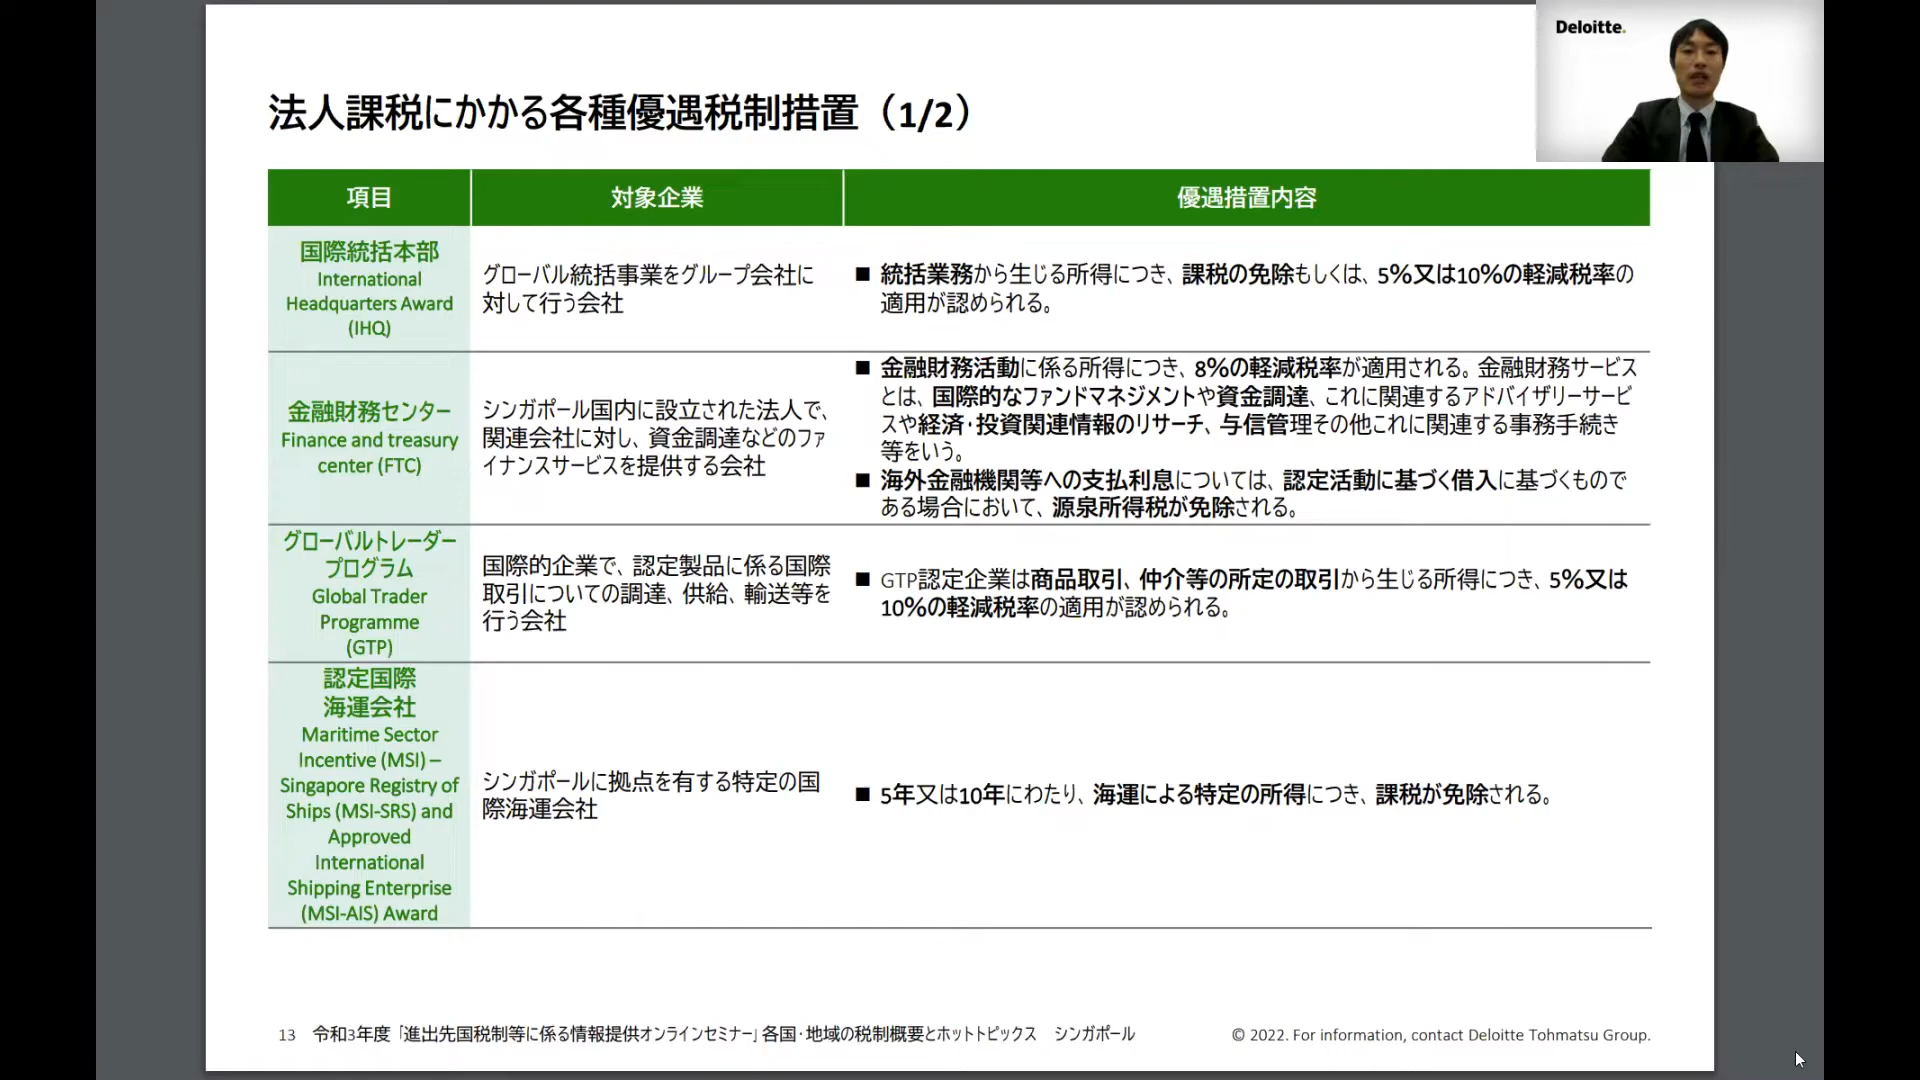 Deloitte.
法人課税にかかる各種優遇税制措置（1/2）
項目
対象企業
優遇措置内容
国際統括本部
International
Headquarters Award
(IHQ)
グローバル統括事業をグループ会社に
対して行う会社
■ 統括業務から生じる所得につき、課税の免除もしくは、5%又は10%の軽減税率の
適用が認められる。
金融財務センター
Finance and treasury
center (FTC)
シンガポール国内に設立された法人で、
関連会社に対し、資金調達などのファ
イナンスサービスを提供する会社
■ 金融財務活動に係る所得につき、8%の軽減税率が適用される。金融財務サービス
とは、国際的なファンドマネジメントや資金調達、これに関連するアドバイザリーサービ
スや経済・投資関連情報のリサーチ、与信管理その他これに関連する事務手続き
等をいう。
■ 海外金融機関等への支払利息については、認定活動に基づく借入に基づくもので
ある場合において、源泉所得税が免除される。
グローバルトレーダー
プログラム
Global Trader
Programme
(GTP)
国際的企業で、認定製品に係る国際
取引についての調達、供給、輸送等を
行う会社
■ GTP認定企業は商品取引、仲介等の所定の取引から生じる所得につき、5%又は
10%の軽減税率の適用が認められる。
認定国際
海運会社
Maritime Sector
Incentive (MSI) –
Singapore Registry of
Ships (MSI-SRS) and
Approved
International
Shipping Enterprise
(MSI-AIS) Award
シンガポールに拠点を有する特定の国
際海運会社
■ 5年又は10年にわたり、海運による特定の所得につき、課税が免除される。
13 令和3年度「進出先国税制等に係る情報提供オンラインセミナー」各国・地域の税制概要とホットトピックス シンガポール
© 2022. For information, contact Deloitte Tohmatsu Group.